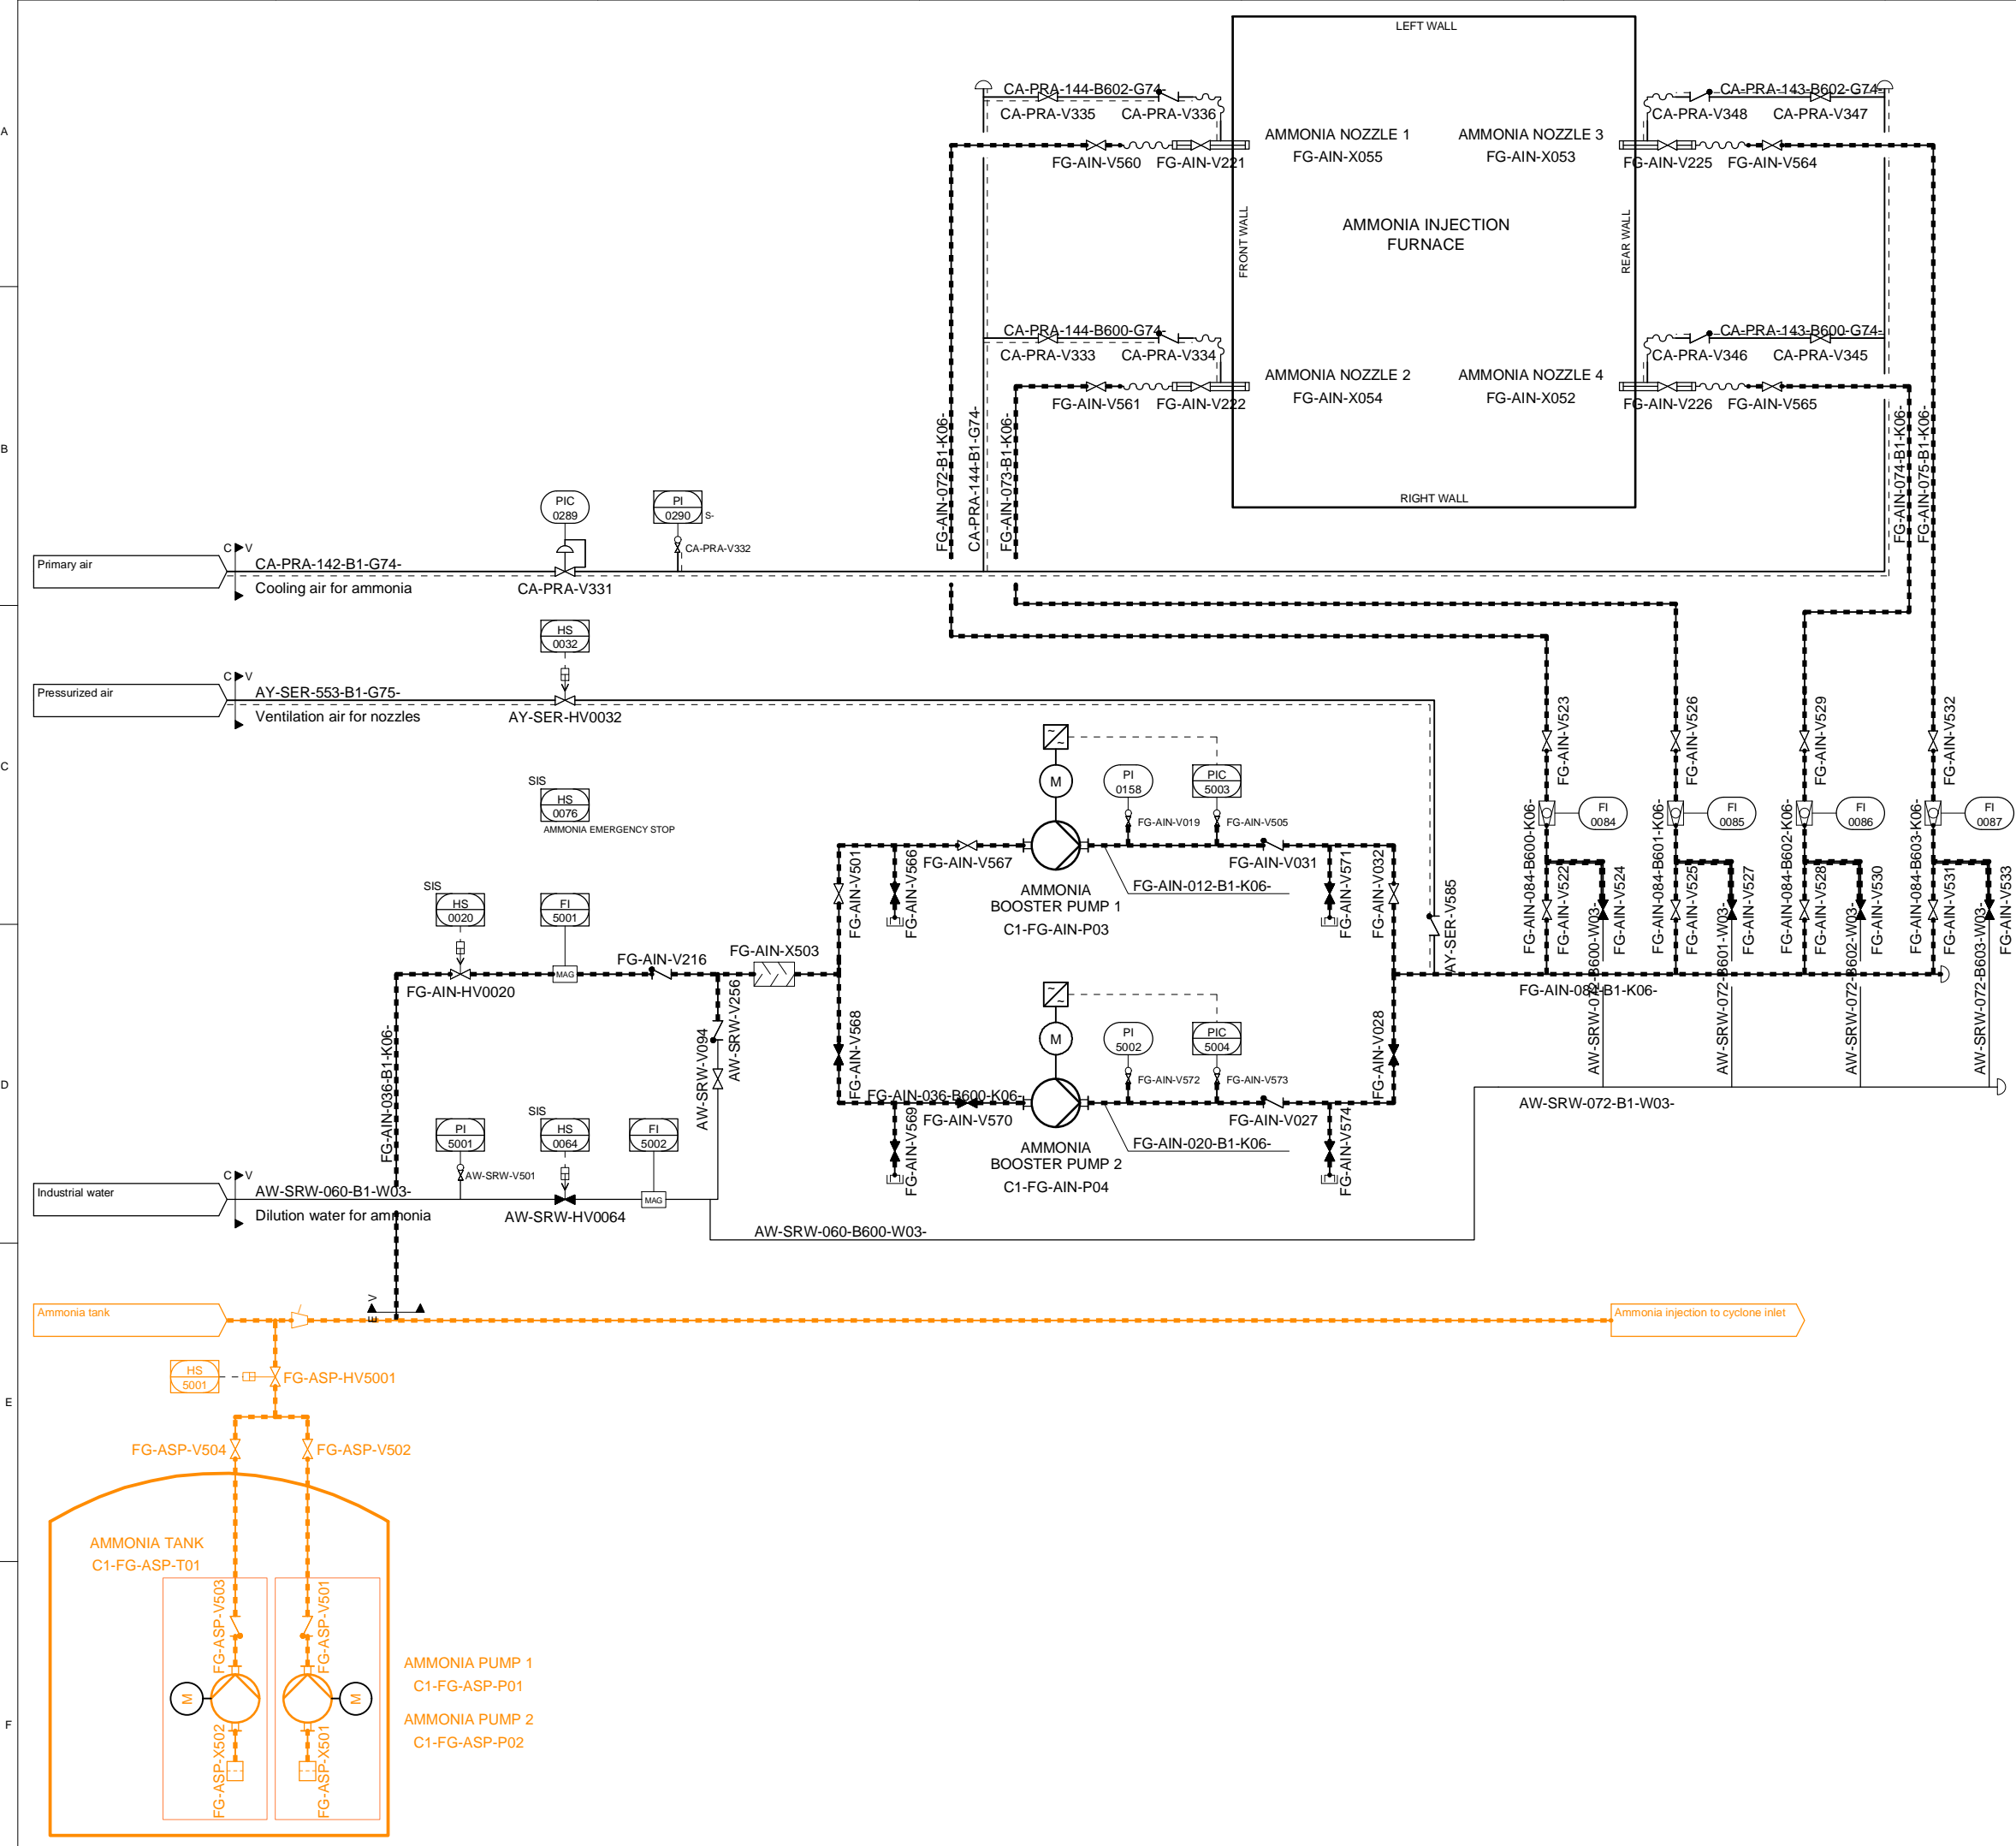 LEFT WALL
A
CA-PRA-144-B602-G74-
CA-PRA-V335
CA-PRA-V336
CA-PRA-143-B602-G74-
CA-PRA-V348
CA-PRA-V347
AMMONIA NOZZLE 1
FG-AIN-X055
AMMONIA NOZZLE 3
FG-AIN-X053
FG-AIN-V560
FG-AIN-V221
FG-AIN-V225
FG-AIN-V564
FRONT WALL
AMMONIA INJECTION
FURNACE
REAR WALL
CA-PRA-144-B600-G74-
CA-PRA-V333
CA-PRA-V334
CA-PRA-143-B600-G74-
CA-PRA-V346
CA-PRA-V345
AMMONIA NOZZLE 2
FG-AIN-X054
AMMONIA NOZZLE 4
FG-AIN-X052
FG-AIN-V561
FG-AIN-V222
FG-AIN-V226
FG-AIN-V565
B
FG-AIN-072-B1-K06-
CA-PRA-144-B1-G74-
FG-AIN-073-B1-K06-
FG-AIN-074-B1-K06-
FG-AIN-075-B1-K06-
RIGHT WALL
PIC
0289
PI
0290
S-
CA-PRA-V332
Primary air
C V
CA-PRA-142-B1-G74-
Cooling air for ammonia
CA-PRA-V331
HS
0032
Pressurized air
C V
AY-SER-553-B1-G75-
Ventilation air for nozzles
AY-SER-HV0032
C
SIS
HS
0076
AMMONIA EMERGENCY STOP
~
~
M
PI
0158
PIC
5003
FG-AIN-V019
FG-AIN-V505
FG-AIN-V567
FG-AIN-V031
FG-AIN-V501
FG-AIN-V566
FG-AIN-V571
FG-AIN-V032
AMMONIA
BOOSTER PUMP 1
C1-FG-AIN-P03
FG-AIN-012-B1-K06-
AY-SER-V585
FG-AIN-V523
FG-AIN-V526
FG-AIN-V529
FG-AIN-V532
FI
0084
FI
0085
FI
0086
FI
0087
FG-AIN-084-B600-K06-
FG-AIN-V522
FG-AIN-V524
FG-AIN-084-B601-K06-
FG-AIN-V525
FG-AIN-V527
FG-AIN-084-B602-K06-
FG-AIN-V528
FG-AIN-V530
FG-AIN-084-B603-K06-
FG-AIN-V531
FG-AIN-V533
SIS
HS
0020
FI
5001
FG-AIN-HV0020
MAG
FG-AIN-V216
FG-AIN-X503
AW-SRW-V256
AW-SRW-V094
FG-AIN-036-B1-K06-
FG-AIN-V568
FG-AIN-V028
FG-AIN-084-B1-K06-
AW-SRW-072-B600-W03-
AW-SRW-072-B601-W03-
AW-SRW-072-B602-W03-
AW-SRW-072-B603-W03-
D
~
~
M
PI
5002
PIC
5004
FG-AIN-V572
FG-AIN-V573
FG-AIN-036-B600-K06-
FG-AIN-V570
FG-AIN-V027
FG-AIN-V569
FG-AIN-V574
AMMONIA
BOOSTER PUMP 2
C1-FG-AIN-P04
FG-AIN-020-B1-K06-
AW-SRW-072-B1-W03-
PI
5001
SIS
HS
0064
FI
5002
AW-SRW-V501
Industrial water
C V
AW-SRW-060-B1-W03-
Dilution water for ammonia
AW-SRW-HV0064
MAG
AW-SRW-060-B600-W03-
Ammonia tank
E V
Ammonia injection to cyclone inlet
E
HS
5001
FG-ASP-HV5001
FG-ASP-V504
FG-ASP-V502
AMMONIA TANK
C1-FG-ASP-T01
FG-ASP-V503
FG-ASP-V501
M
M
AMMONIA PUMP 1
C1-FG-ASP-P01
AMMONIA PUMP 2
C1-FG-ASP-P02
F
FG-ASP-X502
FG-ASP-X501